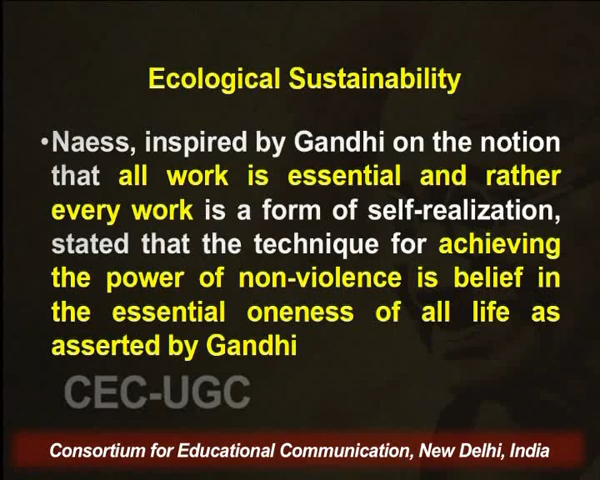 Ecological Sustainability
•Naess, inspired by Gandhi on the notion
that all work is essential and rather
every work is a form of self-realization,
stated that the technique for achieving
the power of non-violence is belief in
the essential oneness of all life as
asserted by Gandhi
CEC-UGC
Consortium for Educational Communication, New Delhi, India